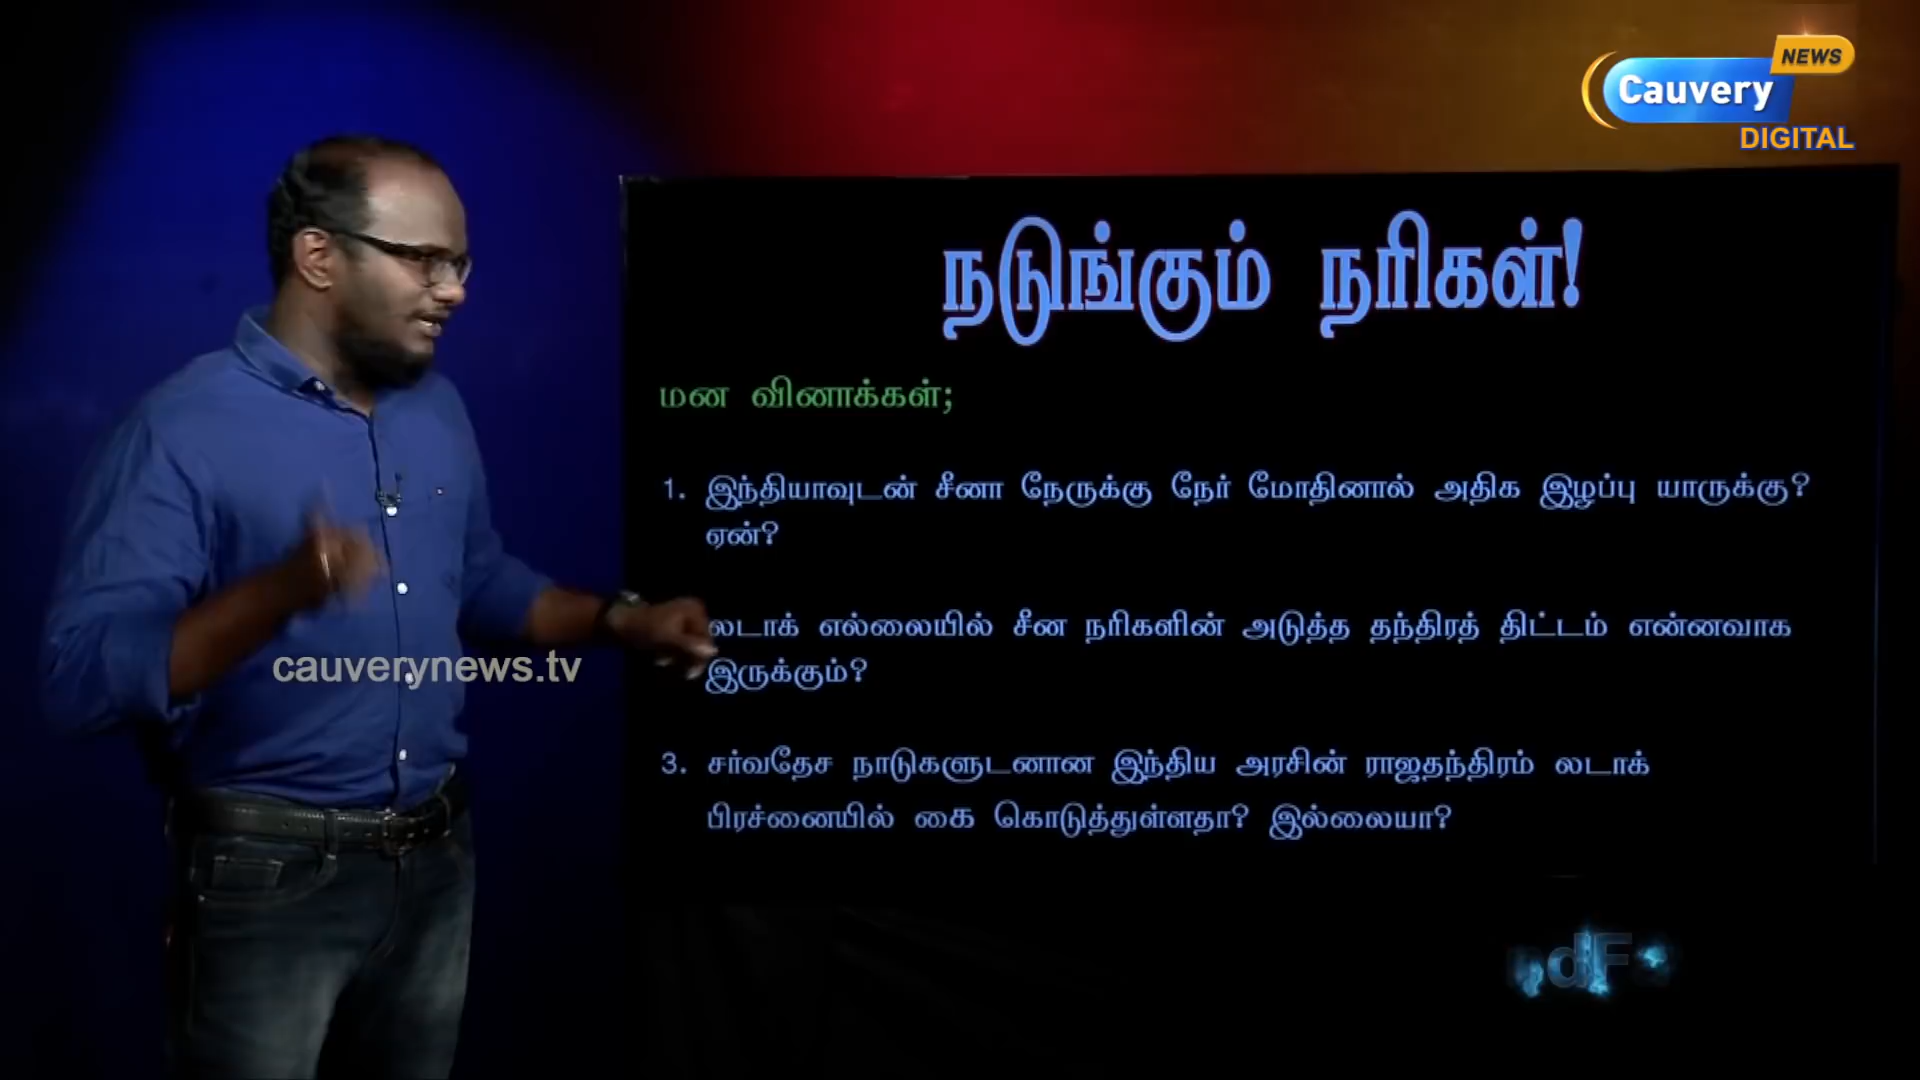 NEWS
Cauvery
DIGITAL
நடுங்கும் நரிகள்!
மன வினாக்கள்;
1. இந்தியாவுடன் சீனா நேருக்கு நேர் மோதினால் அதிக இழப்பு யாருக்கு?
ஏன்?
லடாக் எல்லையில் சீன நரிகளின் அடுத்த தந்திரத் திட்டம் என்னவாக
இருக்கும்?
cauverynews.tv
3. சர்வதேச நாடுகளுடனான இந்திய அரசின் ராஜதந்திரம் லடாக்
பிரச்னையில் கை கொடுத்துள்ளதா? இல்லையா?